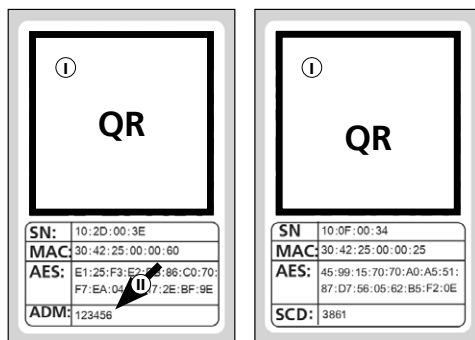 I
QR
SN: 10:2D:00:3E
MAC: 30:42:25:00:00:60
AES: E1:25:F3:E2: :86:C0:70:
F7:EA:04 7:2E:BF:9E
II
ADM: 123456
I
QR
SN 10:0F:00:34
MAC: 30:42:25:00:00:25
AES: 45:99:15:70:70:A0:A5:51:
87:D7:56:05:62:B5:F2:0E
SCD: 3861